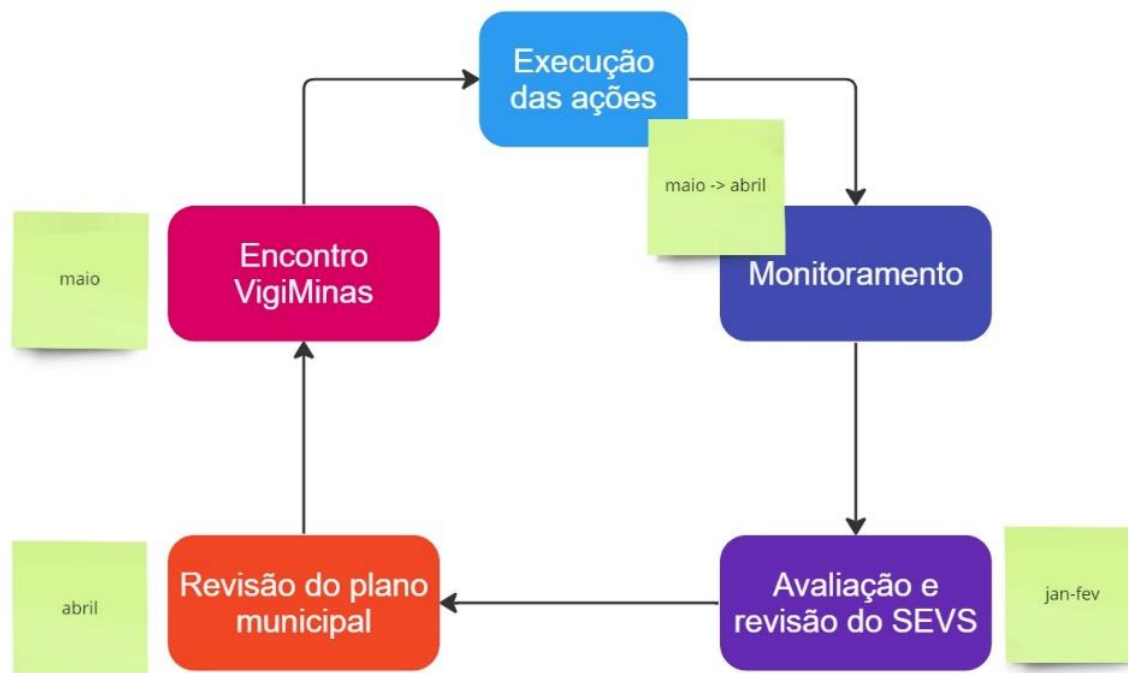 Execução
das ações
maio -> abril
Encontro
VigiMinas
maio
Monitoramento
Revisão do plano
municipal
abril
Avaliação e
revisão do SEVS
jan-fev